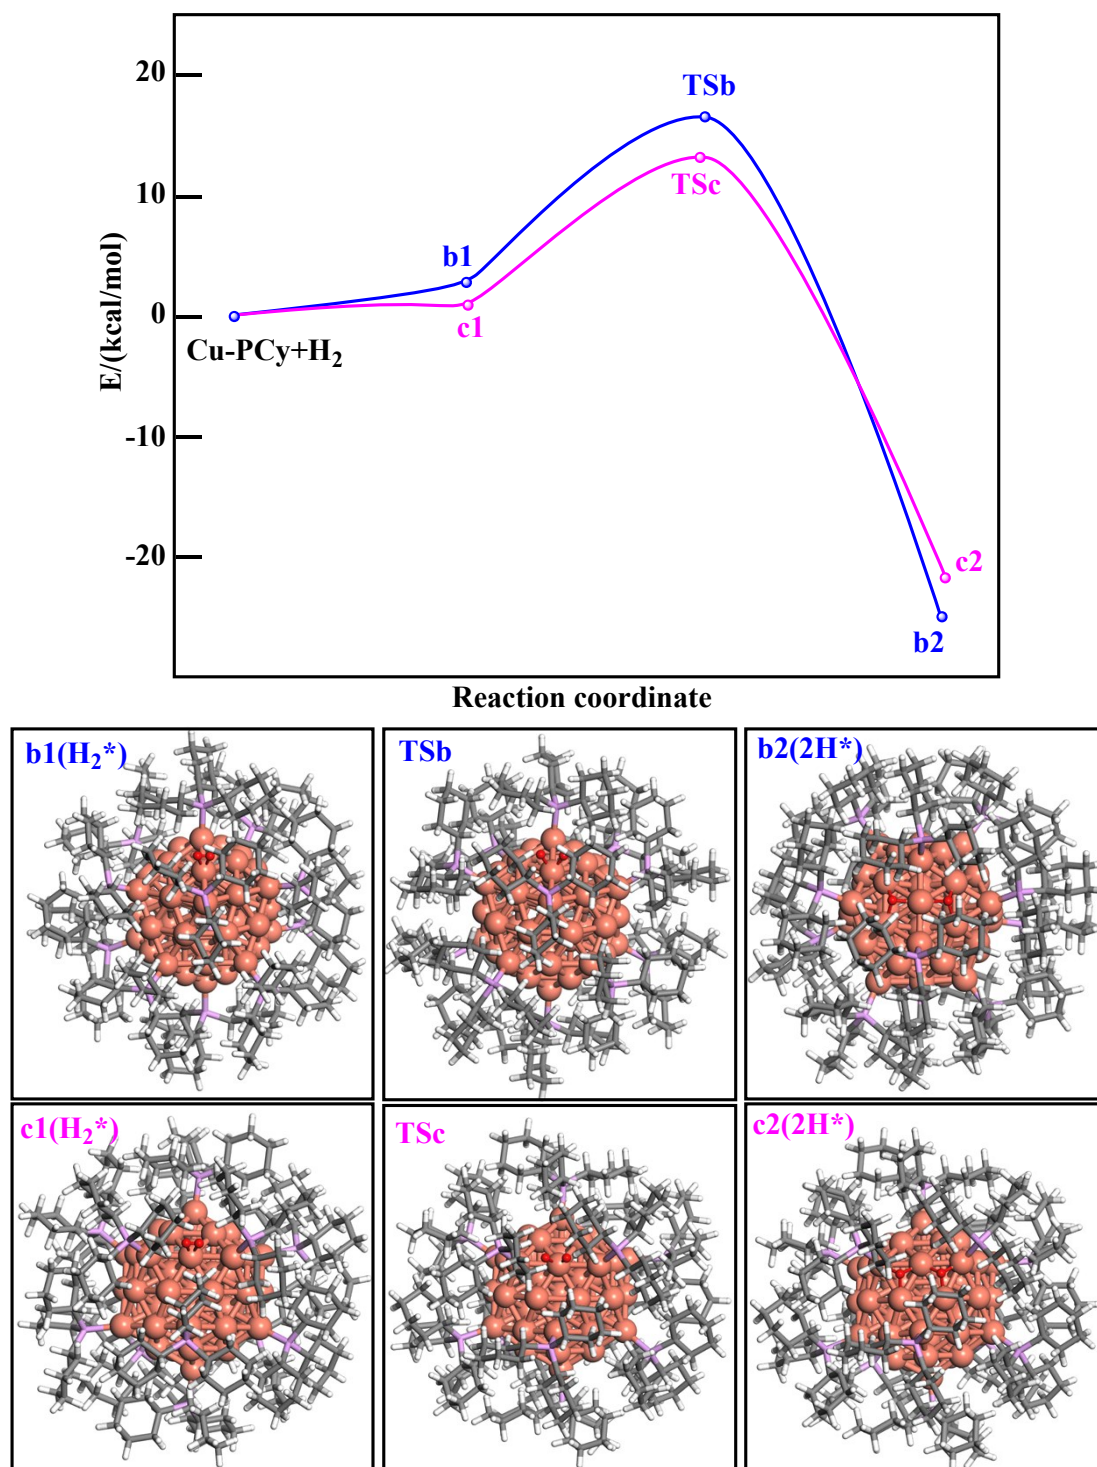 20
TSb
10
TSc
b1
0
c1
Cu-PCy+H₂
E/(kcal/mol)
-10
-20
c2
b2
Reaction coordinate
b1(H₂*)
TSb
b2(2H*)
c1(H₂*)
TSc
c2(2H*)